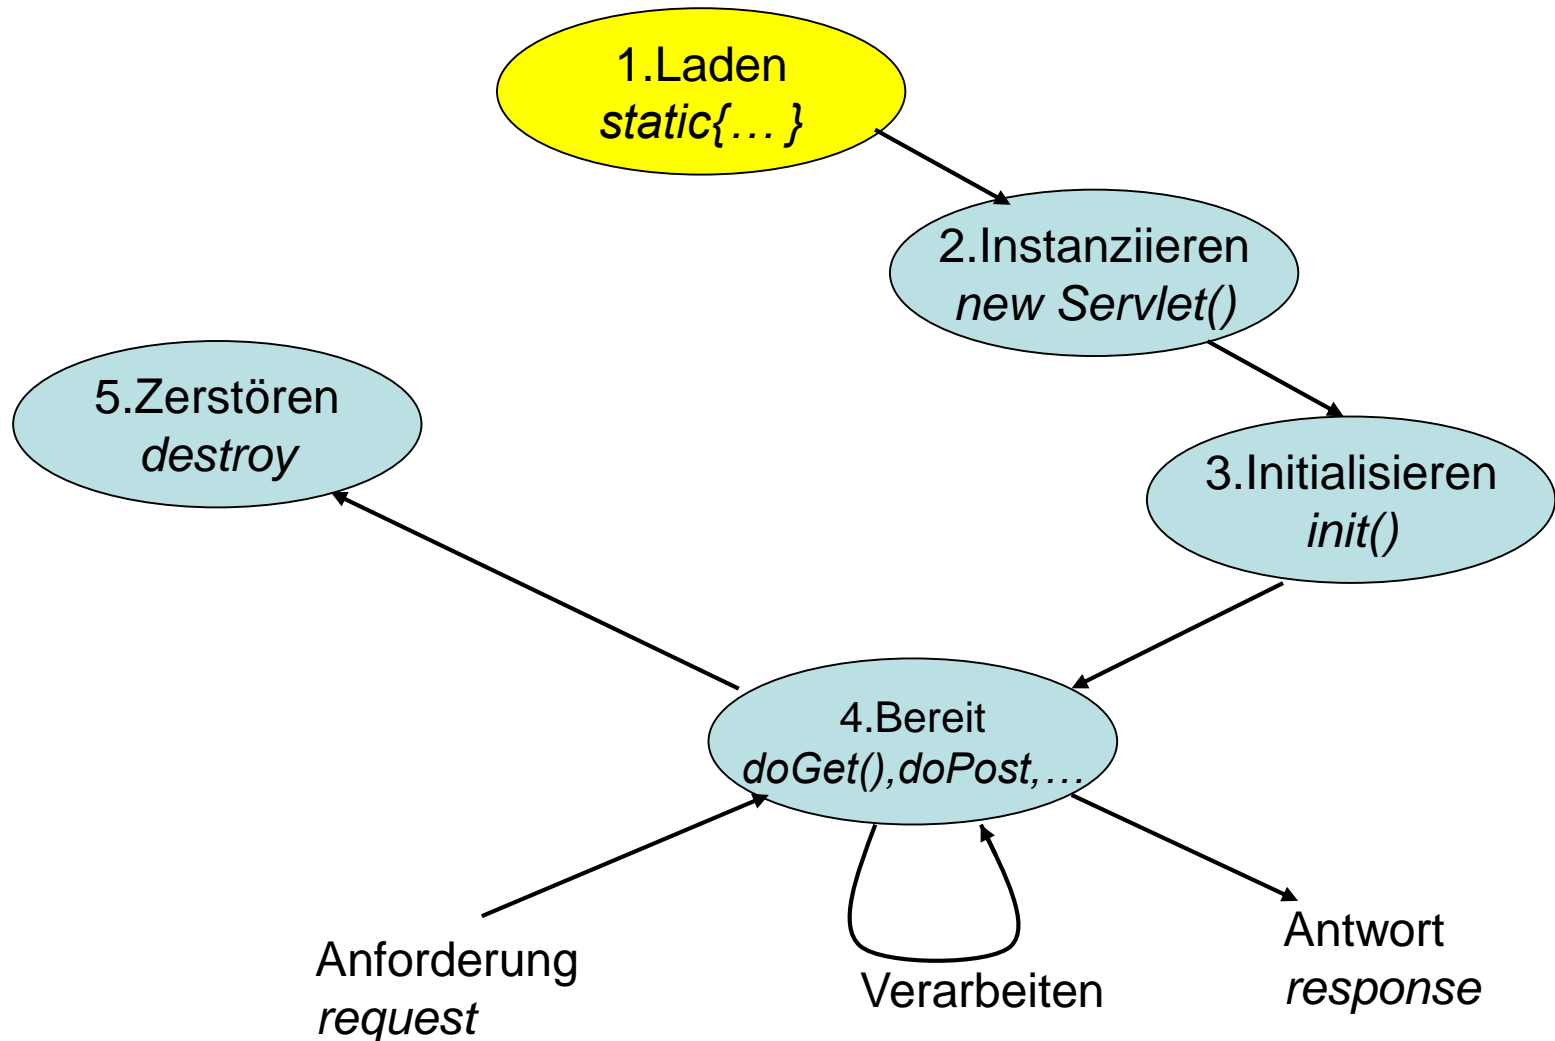 1.Laden
static{… }
2.Instanziieren
new Servlet()
5.Zerstören
destroy
3.Initialisieren
init()
4.Bereit
doGet(),doPost,…
Anforderung
request
Verarbeiten
Antwort
response